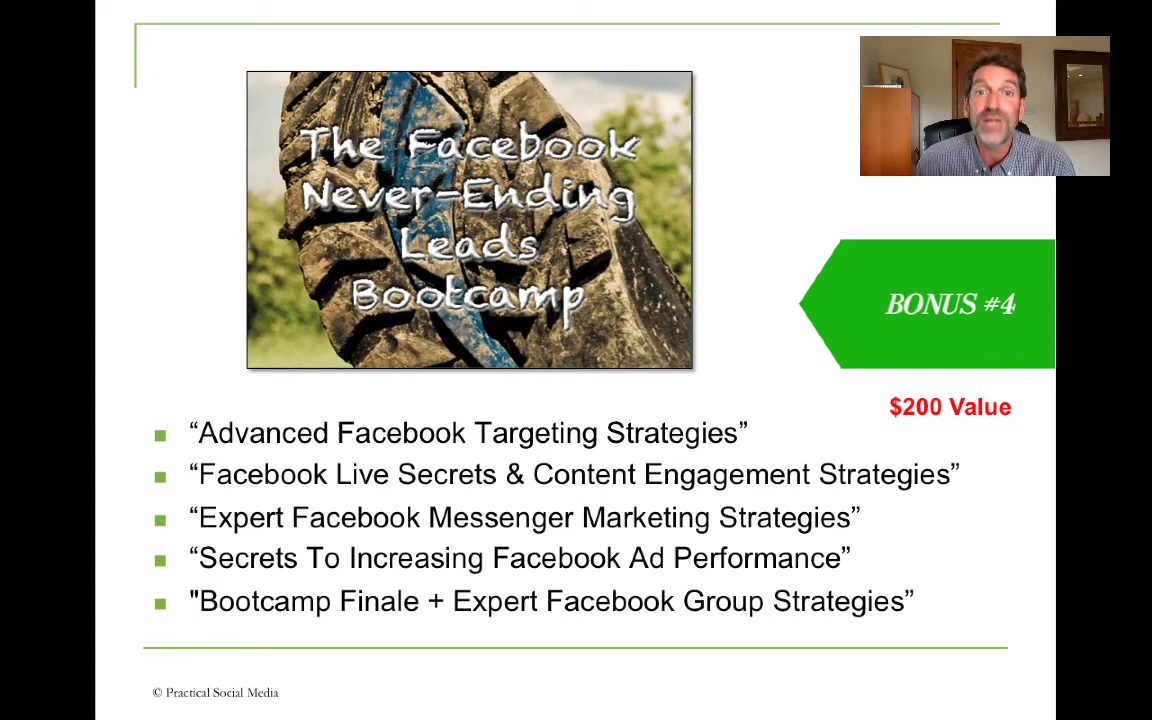 The Facebook
Never-Ending
Leads
Bootcamp
BONUS #4
$200 Value
“Advanced Facebook Targeting Strategies”
“Facebook Live Secrets & Content Engagement Strategies”
“Expert Facebook Messenger Marketing Strategies”
“Secrets To Increasing Facebook Ad Performance”
"Bootcamp Finale + Expert Facebook Group Strategies”
© Practical Social Media